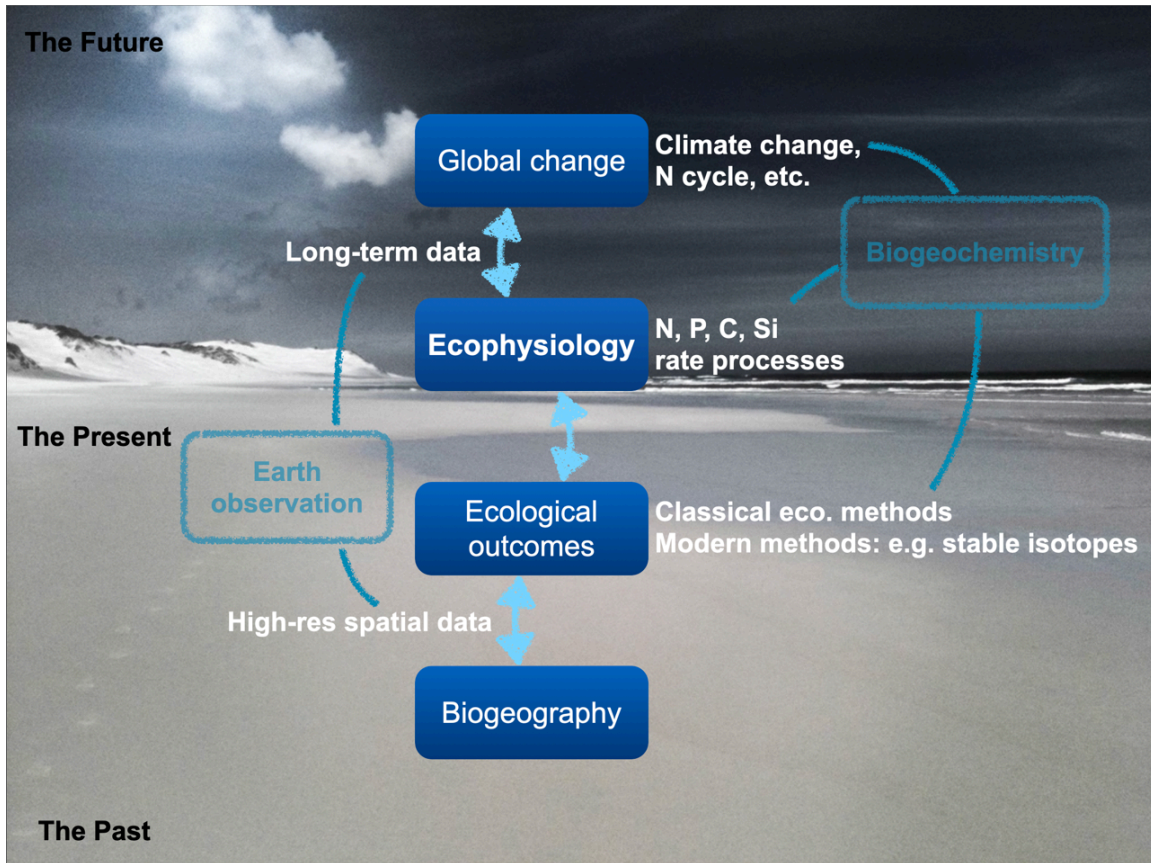 The Future
Global change
Climate change,
N cycle, etc.
Long-term data
Biogeochemistry
Ecophysiology
N, P, C, Si
rate processes
The Present
Earth
observation
Ecological
outcomes
Classical eco. methods
Modern methods: e.g. stable isotopes
High-res spatial data
Biogeography
The Past